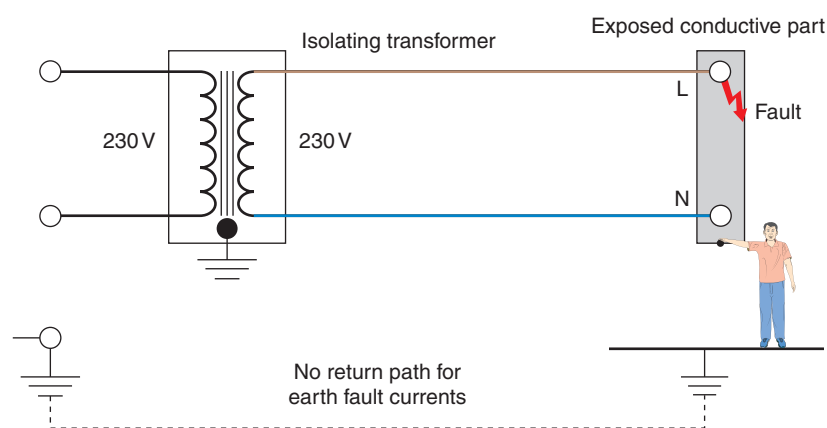 Exposed conductive part
Isolating transformer
L
Fault
230 V
230 V
N
No return path for
earth fault currents